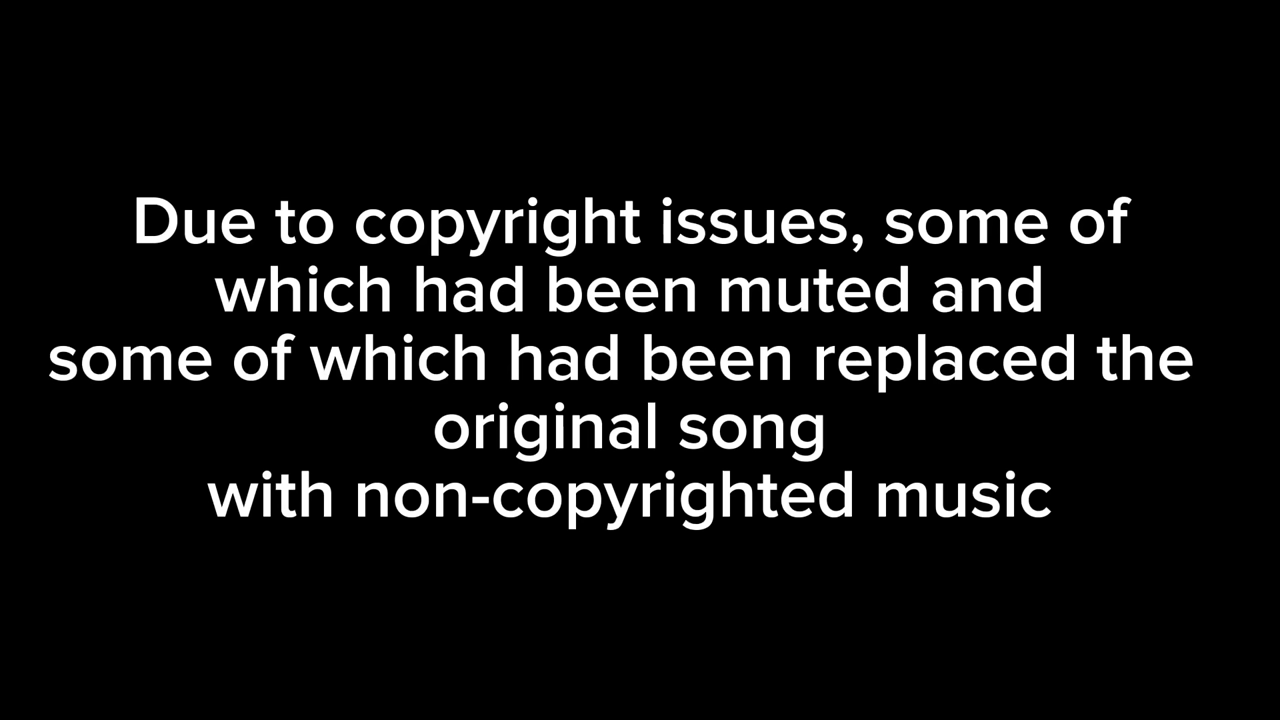 Due to copyright issues, some of
which had been muted and
some of which had been replaced the
original song
with non-copyrighted music